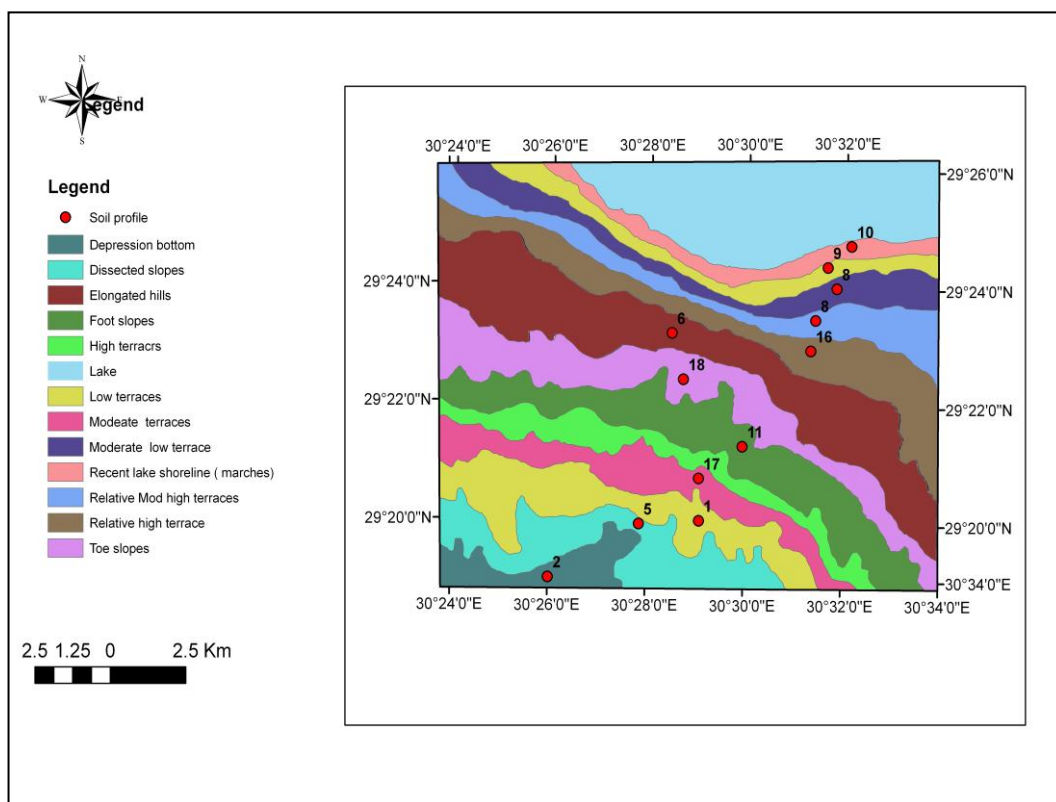 N
W
E
S
Legend
Legend
Soil profile
Depression bottom
Dissected slopes
Elongated hills
Foot slopes
High terracrs
Lake
Low terraces
Modeate terraces
Moderate low terrace
Recent lake shoreline ( marches)
Relative Mod high terraces
Relative high terrace
Toe slopes
2.5 1.25 0 2.5 Km
30°24'0"E 30°26'0"E 30°28'0"E 30°30'0"E 30°32'0"E
29°26'0"N
10
9
8
29°24'0"N 29°24'0"N
8
6
16
18
29°22'0"N 29°22'0"N
11
17
5 1
29°20'0"N 29°20'0"N
2
30°34'0"E
30°24'0"E 30°26'0"E 30°28'0"E 30°30'0"E 30°32'0"E 30°34'0"E